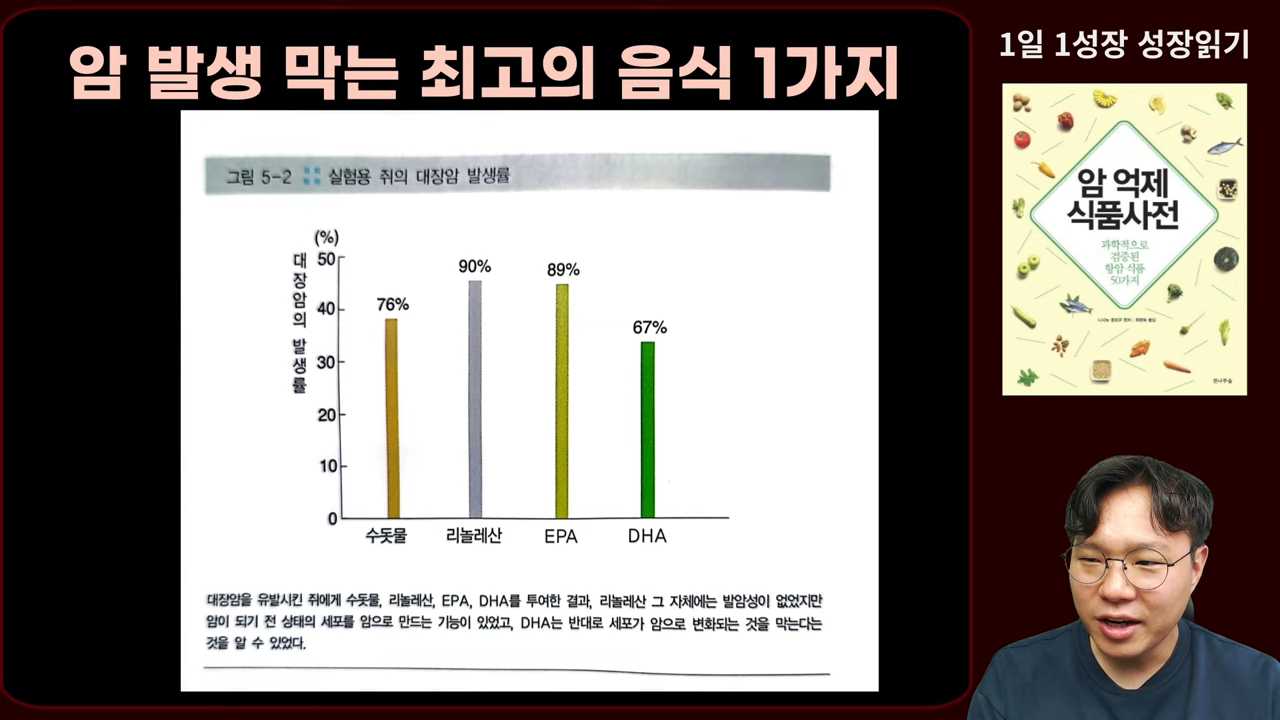 암 발생 막는 최고의 음식 1가지
1일 1성장 성장읽기
그림 5-2 실험용 쥐의 대장암 발생률
(%)
대장암의 발생률
50
40
30
20
10
0
76%
90%
89%
67%
수돗물
리놀레산
EPA
DHA
대장암을 유발시킨 쥐에게 수돗물, 리놀레산, EPA, DHA를 투여한 결과, 리놀레산 그 자체에는 발암성이 없었지만
암이 되기 전 상태의 세포를 암으로 만드는 기능이 있었고, DHA는 반대로 세포가 암으로 변화되는 것을 막는다는
것을 알 수 있었다.
암 억제
식품사전
과학적으로
검증된
항암 식품
50가지
전나무숲